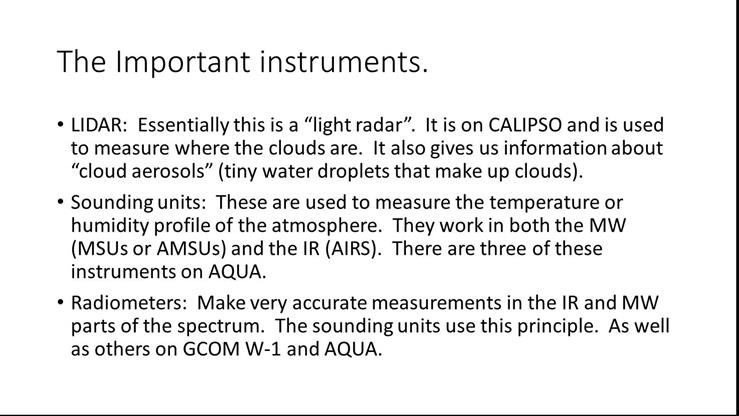 The Important instruments.
• LIDAR: Essentially this is a “light radar”. It is on CALIPSO and is used
to measure where the clouds are. It also gives us information about
“cloud aerosols” (tiny water droplets that make up clouds).
• Sounding units: These are used to measure the temperature or
humidity profile of the atmosphere. They work in both the MW
(MSUs or AMSUs) and the IR (AIRS). There are three of these
instruments on AQUA.
• Radiometers: Make very accurate measurements in the IR and MW
parts of the spectrum. The sounding units use this principle. As well
as others on GCOM W-1 and AQUA.